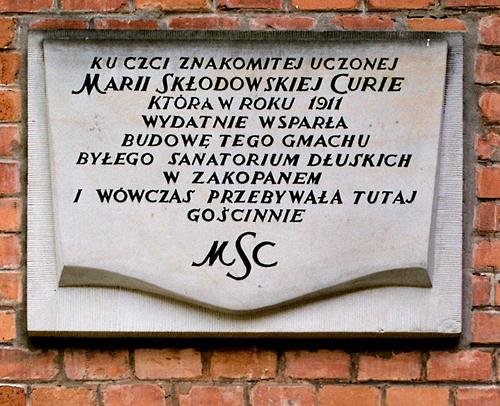 KU CZCI ZNAKOMITEJ UCZONEJ
MARII SKŁODOWSKIEJ CURIE
KTÓRA W ROKU 1911
WYDATNIE WSPARŁA
BUDOWĘ TEGO GMACHU
BYŁEGO SANATORIUM DŁUSKICH
W ZAKOPANEM
I WÓWCZAS PRZEBYWAŁA TUTAJ
GOŚCINNIE
MSC